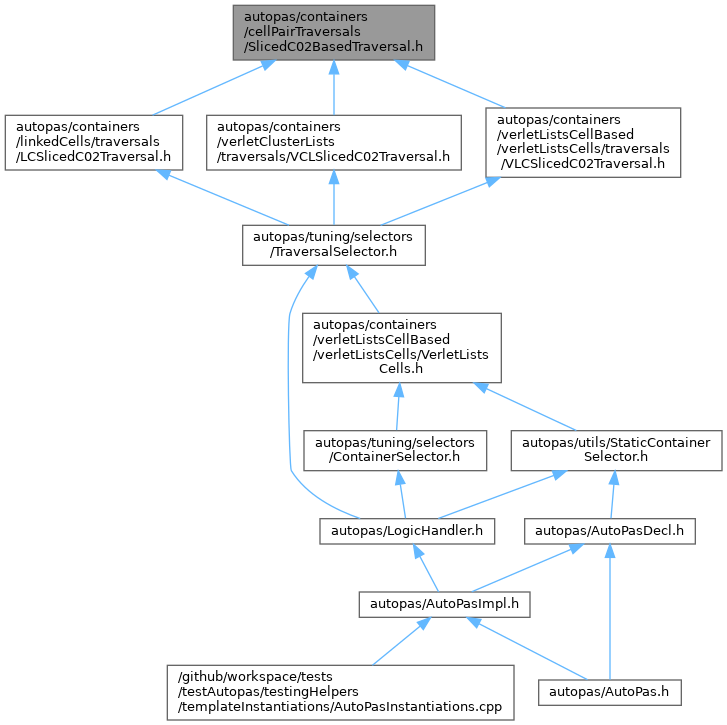 autopas/containers
/cellPairTraversals
/SlicedC02BasedTraversal.h
autopas/containers
/linkedCells/traversals
/LCSlicedC02Traversal.h
autopas/containers
/verletClusterLists
/traversals/VCLSlicedC02Traversal.h
autopas/containers
/verletListsCellBased
/verletListsCells/traversals
/VLCSlicedC02Traversal.h
autopas/tuning/selectors
/TraversalSelector.h
autopas/containers
/verletListsCellBased
/verletListsCells/VerletLists
Cells.h
autopas/tuning/selectors
/ContainerSelector.h
autopas/utils/StaticContainer
Selector.h
autopas/LogicHandler.h
autopas/AutoPasDecl.h
autopas/AutoPasImpl.h
/github/workspace/tests
/testAutopas/testingHelpers
/templateInstantiations/AutoPasInstantiations.cpp
autopas/AutoPas.h